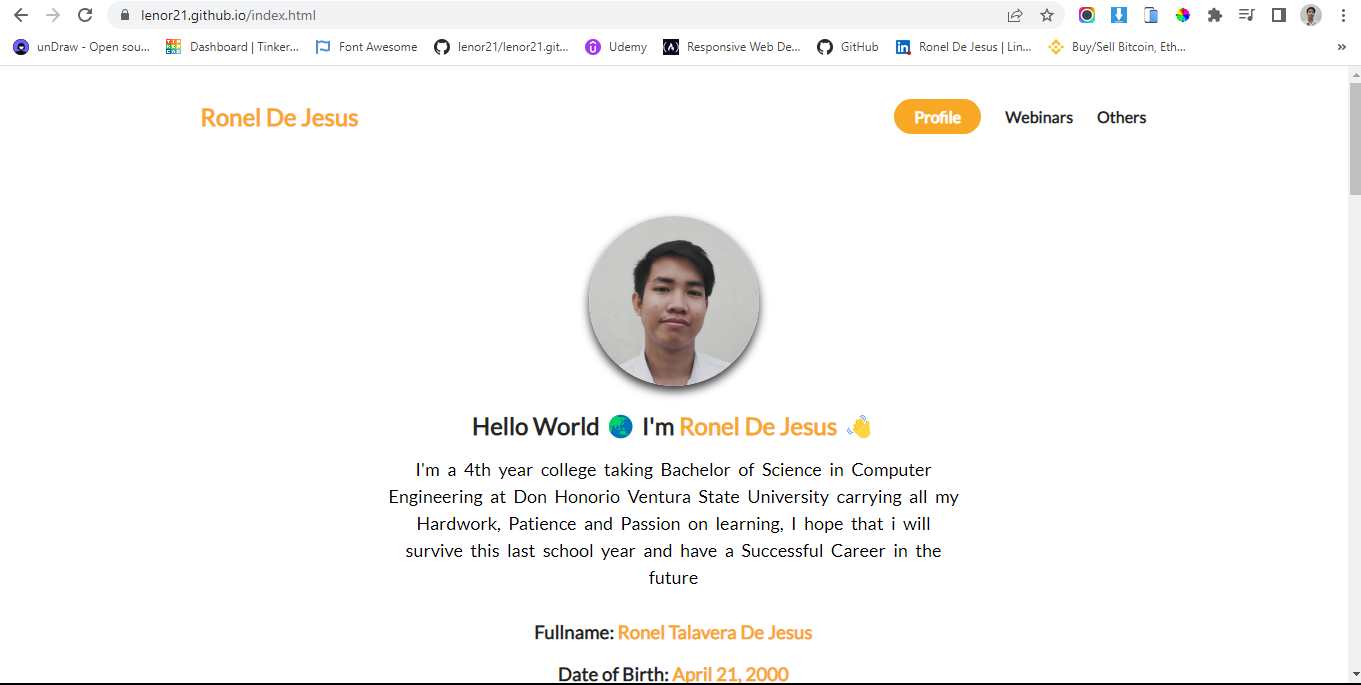 lenor21.github.io/index.html
unDraw - Open sou... Dashboard | Tinker... Font Awesome lenor21/lenor21.git... Udemy Responsive Web De... GitHub Ronel De Jesus | Lin... Buy/Sell Bitcoin, Eth... »
Ronel De Jesus Profile Webinars Others
Hello World 🌏 I'm Ronel De Jesus 👋
I'm a 4th year college taking Bachelor of Science in Computer
Engineering at Don Honorio Ventura State University carrying all my
Hardwork, Patience and Passion on learning, I hope that i will
survive this last school year and have a Successful Career in the
future
Fullname: Ronel Talavera De Jesus
Date of Birth: April 21, 2000